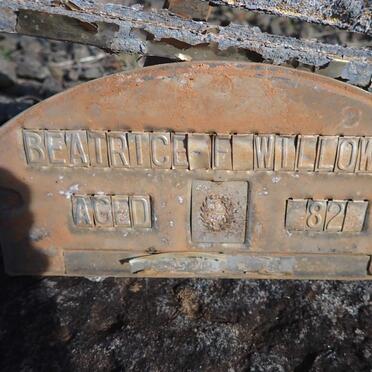 BEATRICE F WILLOW
AGED 82